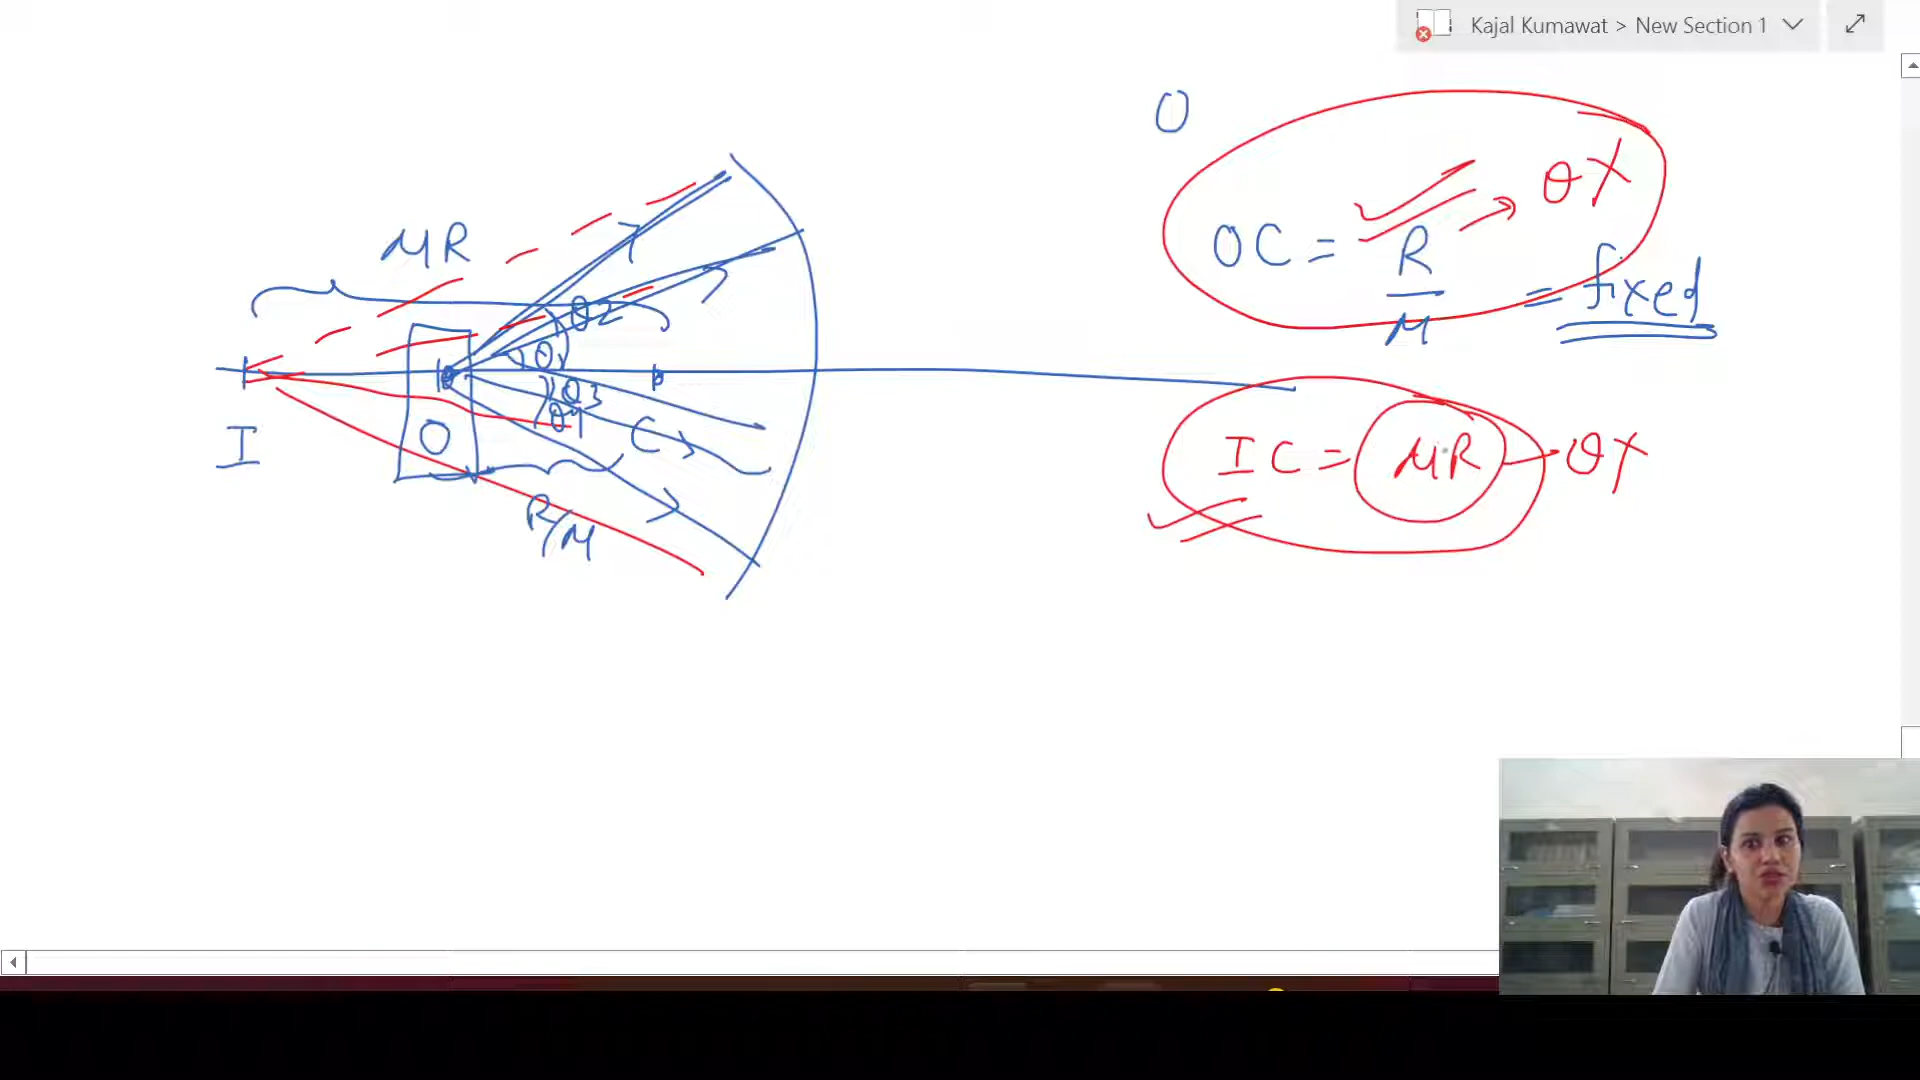 Kajal Kumawat > New Section 1
O
θX
μR
OC = R/μ = fixed
θ2
θ1
θ3
θ4
I
O
C
IC = μR → θX
R/μ